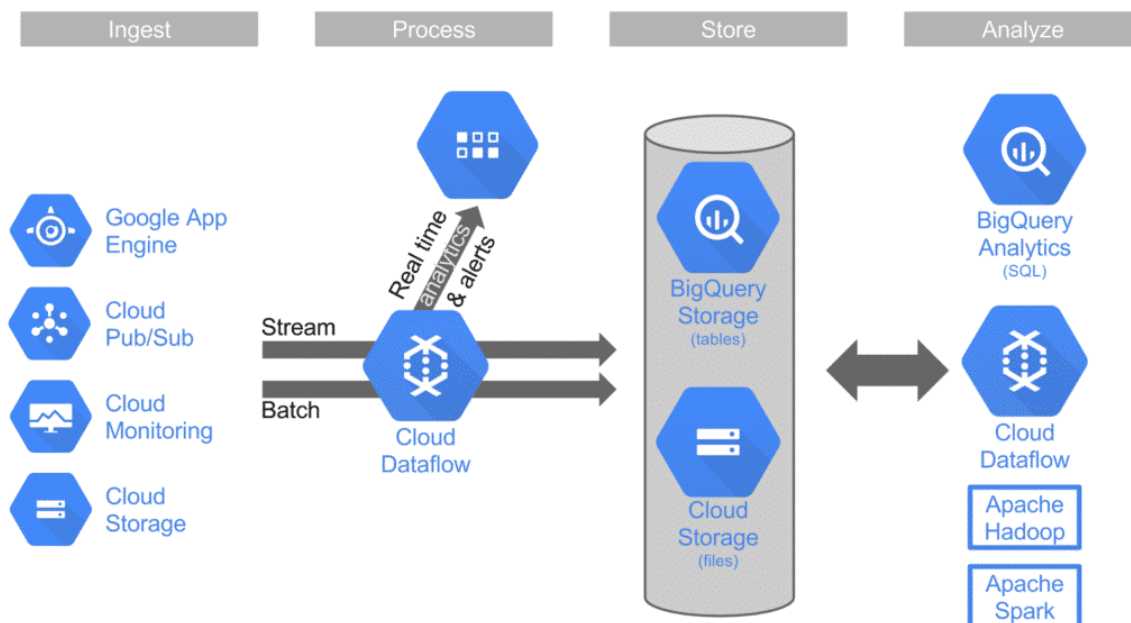 Ingest
Process
Store
Analyze
Google App
Engine
Cloud
Pub/Sub
Cloud
Monitoring
Cloud
Storage
Stream
Batch
Real time
analytics
& alerts
Cloud
Dataflow
BigQuery
Storage
(tables)
Cloud
Storage
(files)
BigQuery
Analytics
(SQL)
Cloud
Dataflow
Apache
Hadoop
Apache
Spark